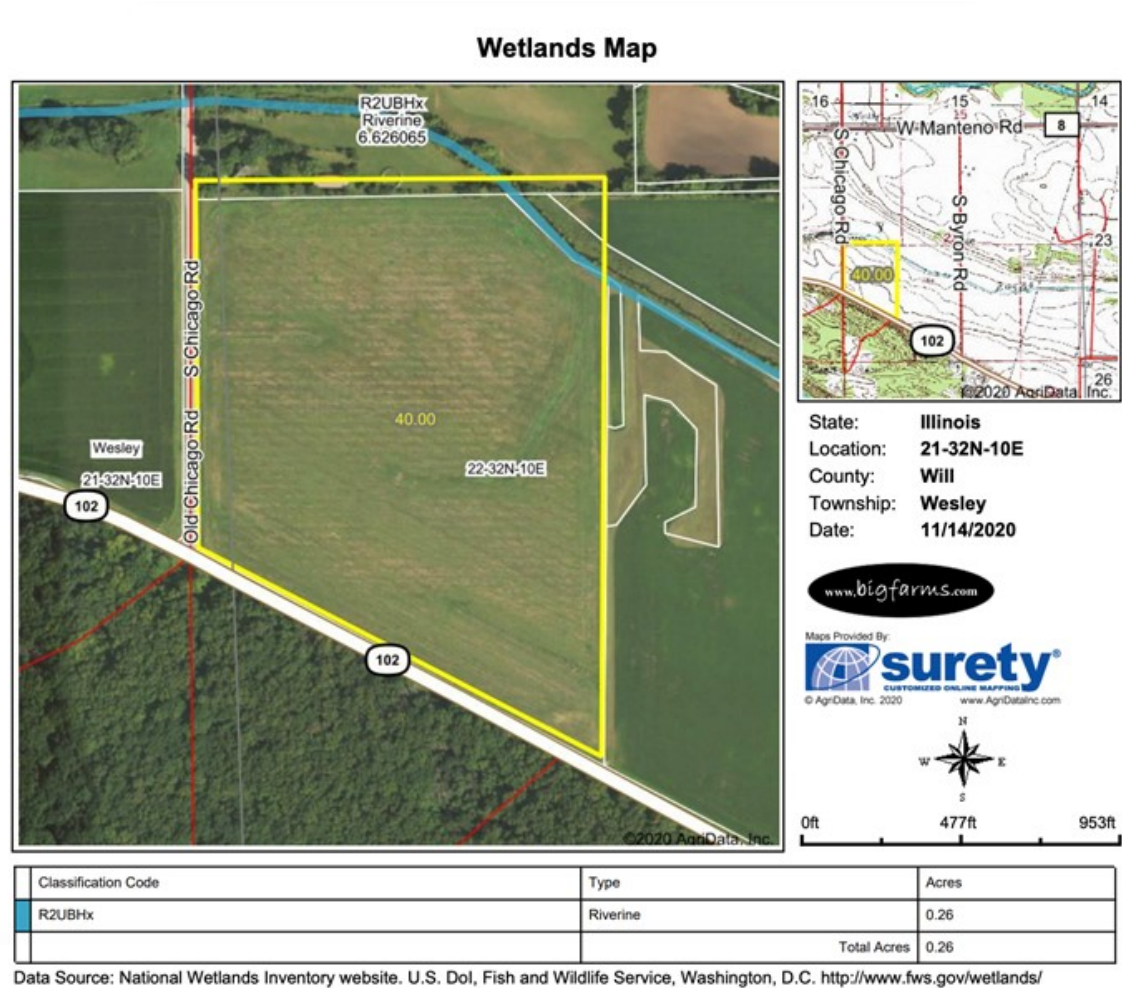 Wetlands Map
R2UBHx
Riverine
6.626065
S Chicago Rd
Old Chicago Rd
40.00
Wesley
21-32N-10E
22-32N-10E
102
102
©2020 AgriData, Inc.
16
15
15
14
W Manteno Rd
8
S Chicago Rd
S Byron Rd
23
40.00
102
26
©2020 AgriData, Inc.
State: Illinois
Location: 21-32N-10E
County: Will
Township: Wesley
Date: 11/14/2020
www.bigfarms.com
Maps Provided By:
surety®
CUSTOMIZED ONLINE MAPPING
© AgriData, Inc. 2020 www.AgriDataInc.com
N
W E
S
0ft 477ft 953ft
Classification Code Type Acres
R2UBHx Riverine 0.26
Total Acres 0.26
Data Source: National Wetlands Inventory website. U.S. DoI, Fish and Wildlife Service, Washington, D.C. http://www.fws.gov/wetlands/